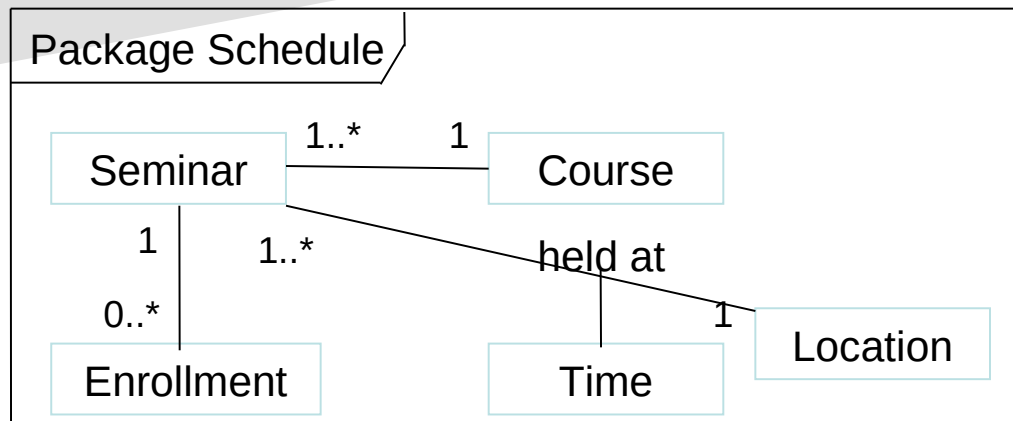 Package Schedule
1..* 1
Seminar Course
1 1..* held at
0..* 1
Location
Enrollment Time